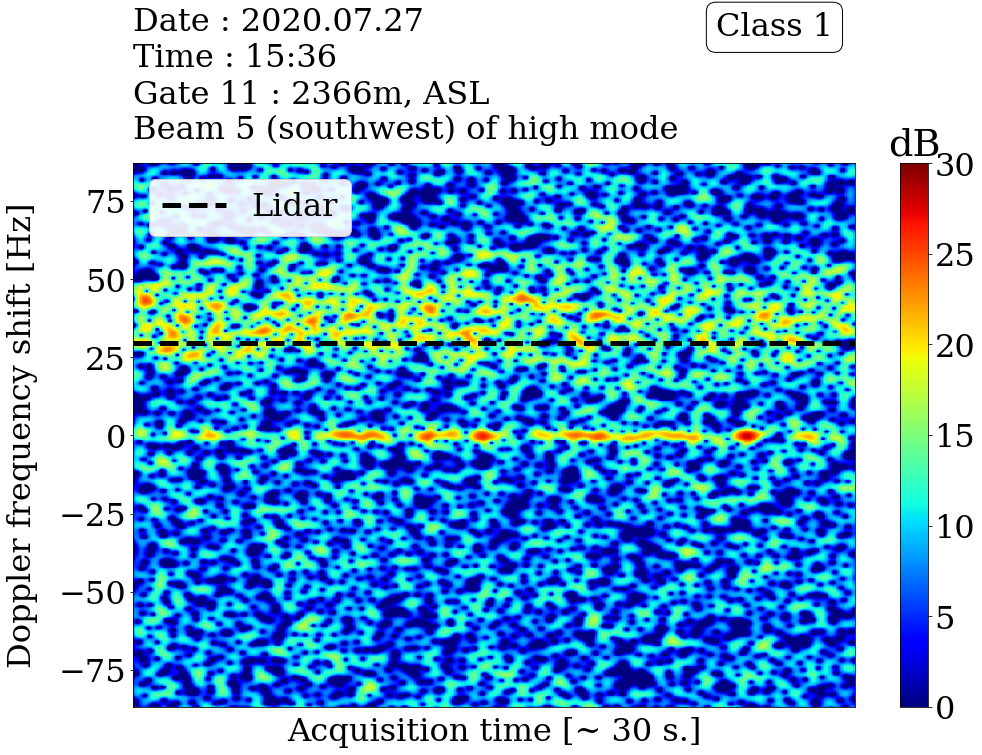 Date : 2020.07.27
Time : 15:36
Gate 11 : 2366m, ASL
Beam 5 (southwest) of high mode
Class 1
dB
Lidar
Doppler frequency shift [Hz]
75
50
25
0
−25
−50
−75
30
25
20
15
10
5
0
Acquisition time [~ 30 s.]